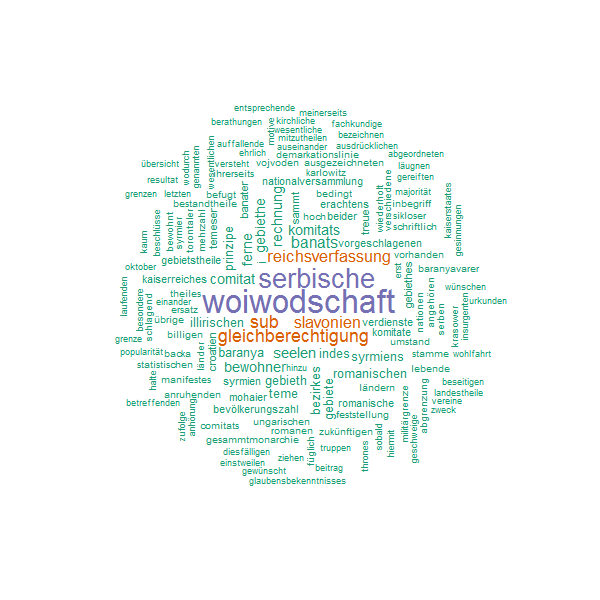 entsprechende
meinerseits
berathungen
motive
kirchliche
fachkundige
wesentliche
bezeichnen
mitzutheilen
auffallende
auseinander
ausdrücklichen
ehrlich
demarkationslinie
abgeordneten
übersicht
wodurch
genannten
wesentlichen
versteht
vojvoden
ausgezeichneten
läugnen
ihrerseits
karlowitz
gereiften
resultat
nationalversammlung
grenzen
letzten
befugt
banater
sammt
bedingt
wiederholt
verschiedene
majorität
bestandtheile
rechnung
erachtens
inbegriff
kaiserstaates
gesinnungen
beschlüsse
bewohnt
syrmier
torontaler
mehrzahl
temeser
gebiethe
hoch
beider
treue
sikloser
kaum
prinzipe
ferne
i
komitats
schriftlich
banats
vorgeschlagenen
gebietstheile
reichsverfassung
erst
vorhanden
oktober
gebiethes
baranyavarer
kaiserreiches
comitat
serbische
wünschen
laufenden
besondere
schlagend
theiles
einander
ersatz
woiwodschaft
nationen
angehören
serben
krasower
insurgenten
urkunden
übrige
illirischen
sub
slavonien
verdienste
grenze
billigen
gleichberechtigung
komitate
umstand
popularität
backa
länder
croatien
baranya
seelen
indes
syrmiens
stamme
wohlfahrt
statistischen
bewohner
hinzu
romanischen
lebende
halte
manifestes
syrmien
gebieth
bezirkes
gebiete
ländern
beseitigen
anruhenden
mohaier
teme
militärgrenze
abgrenzung
landestheile
betreffenden
bevölkerungszahl
romanische
vereine
zufolge
anhörung
feststellung
zweck
comitats
ungarischen
romanen
zukünftigen
sobald
hiermit
geschweige
gesammtmonarchie
füglich
truppen
thrones
diesfälligen
ziehen
einstweilen
gewünscht
beitrag
glaubensbekenntnisses